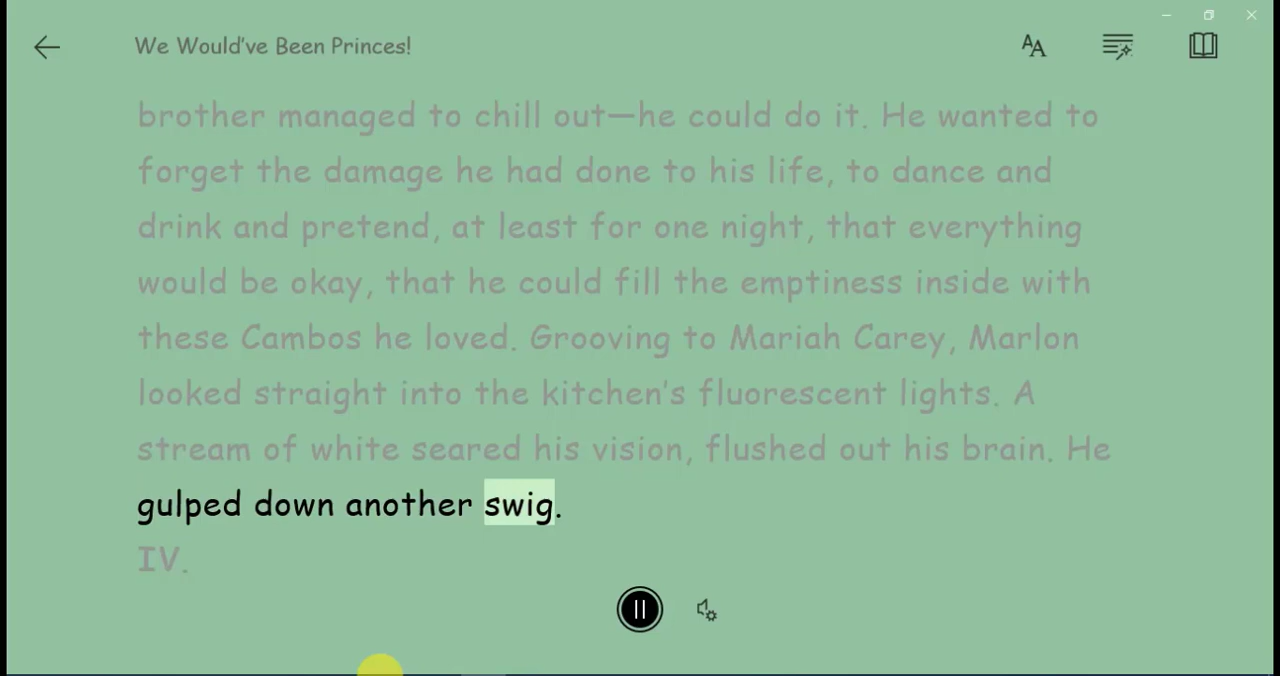 We Would've Been Princes!
AA
brother managed to chill out—he could do it. He wanted to
forget the damage he had done to his life, to dance and
drink and pretend, at least for one night, that everything
would be okay, that he could fill the emptiness inside with
these Cambos he loved. Grooving to Mariah Carey, Marlon
looked straight into the kitchen's fluorescent lights. A
stream of white seared his vision, flushed out his brain. He
gulped down another swig.
IV.